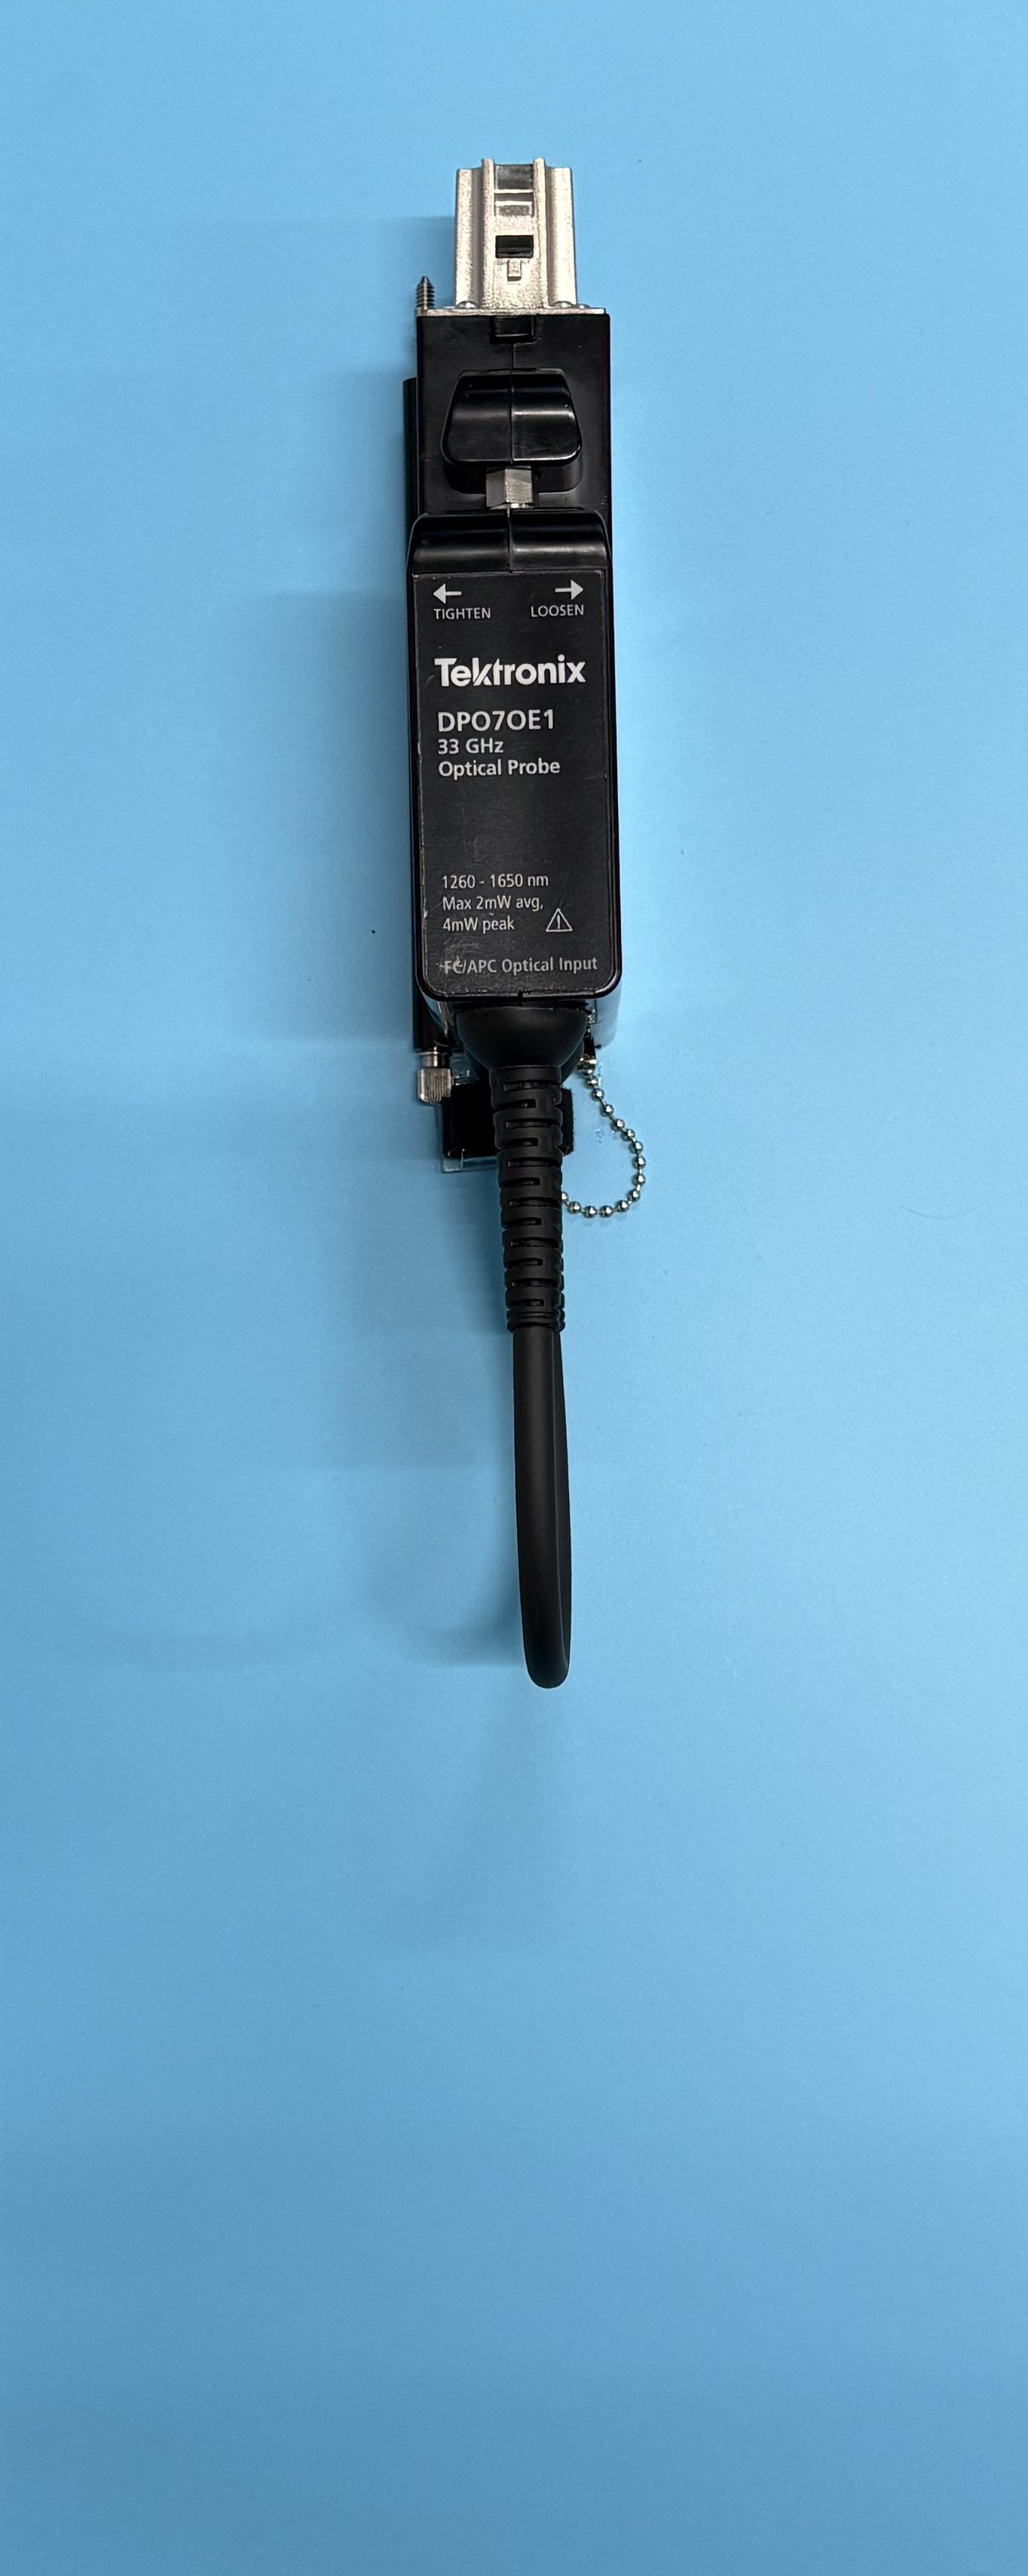 ← →
TIGHTEN LOOSEN
Tektronix
DPO7OE1
33 GHz
Optical Probe
1260 - 1650 nm
Max 2mW avg,
4mW peak
FC/APC Optical Input